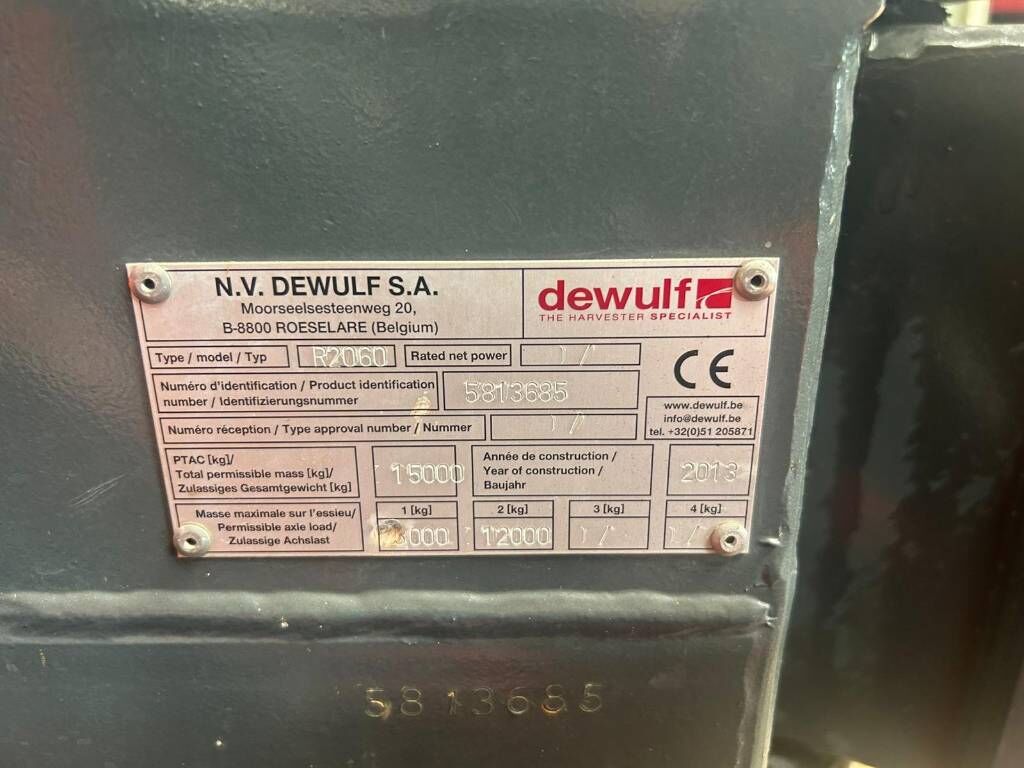 N.V. DEWULF S.A.
Moorseelsesteenweg 20,
B-8800 ROESELARE (Belgium)
dewulf
THE HARVESTER SPECIALIST
Type / model / Typ R2060 Rated net power 1/
CE
Numéro d'identification / Product identification
number / Identifizierungsnummer
5813685
www.dewulf.be
info@dewulf.be
tel. +32(0)51 205871
Numéro réception / Type approval number / Nummer 1/
PTAC [kg]/
Total permissible mass [kg]/
Zulassiges Gesamtgewicht [kg]
15000
Année de construction /
Year of construction /
Baujahr
2013
Masse maximale sur l'essieu/
Permissible axle load/
Zulassige Achslast
1 [kg] 2 [kg] 3 [kg] 4 [kg]
12000 1/ 1/
5813685